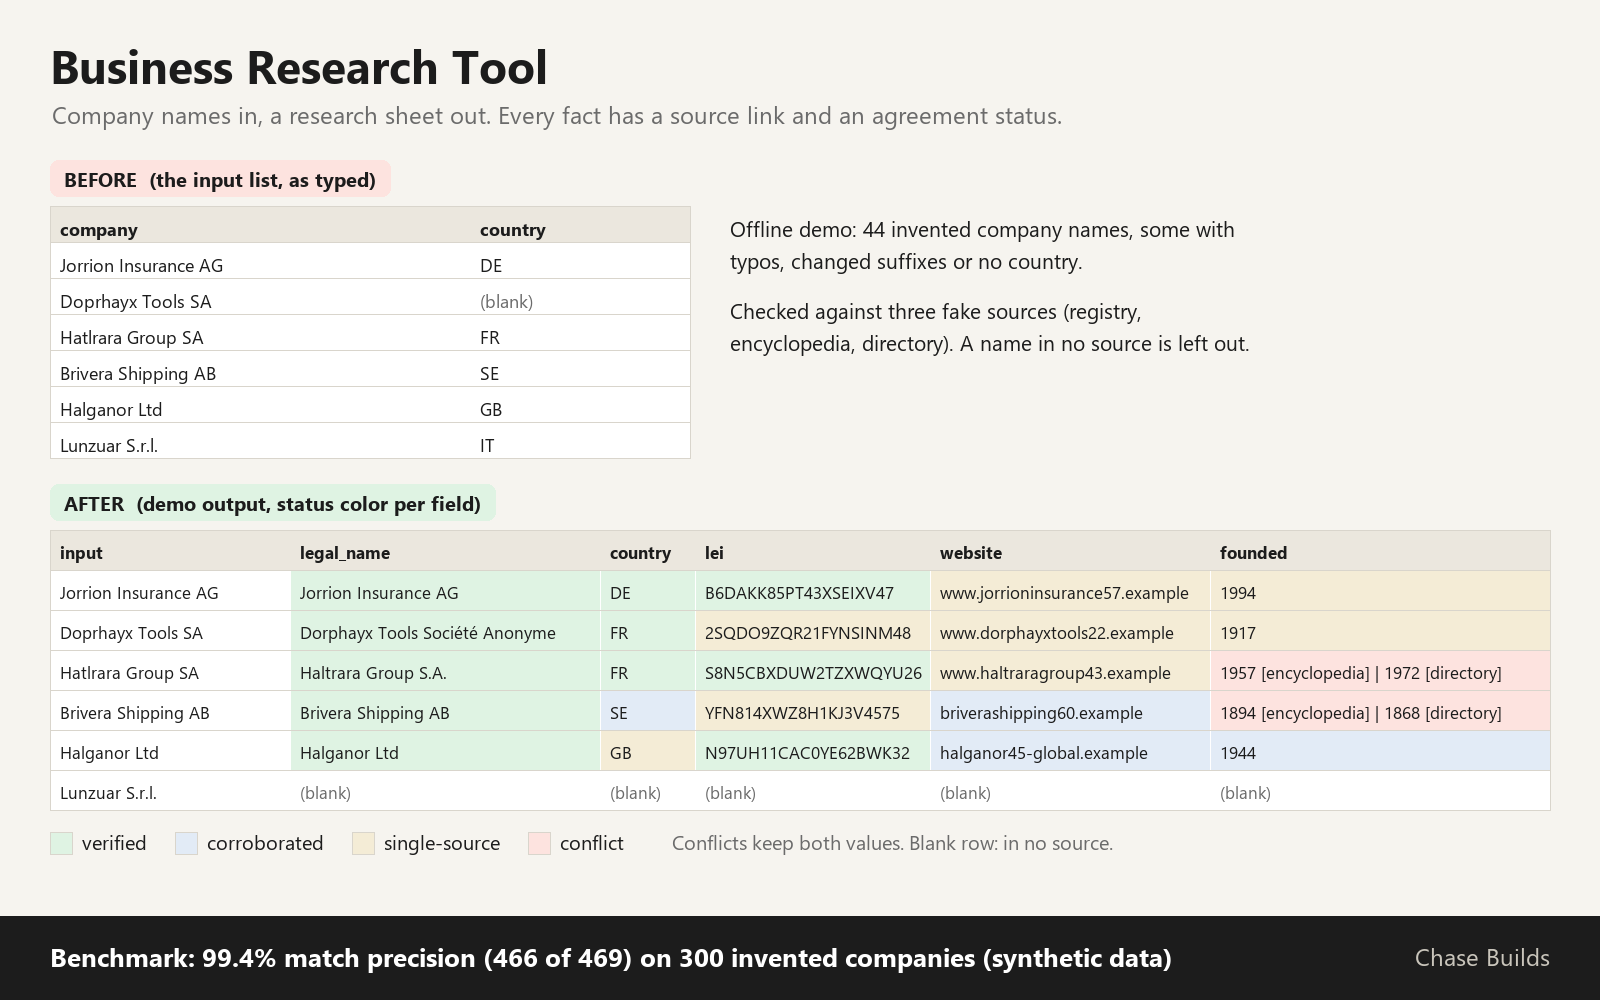 Business Research Tool
Company names in, a research sheet out. Every fact has a source link and an agreement status.
BEFORE (the input list, as typed)
company country
Jorrion Insurance AG DE
Doprhayx Tools SA (blank)
Hatlrara Group SA FR
Brivera Shipping AB SE
Halganor Ltd GB
Lunzuar S.r.l. IT
Offline demo: 44 invented company names, some with
typos, changed suffixes or no country.
Checked against three fake sources (registry,
encyclopedia, directory). A name in no source is left out.
AFTER (demo output, status color per field)
input legal_name country lei website founded
Jorrion Insurance AG Jorrion Insurance AG DE B6DAKK85PT43XSEIXV47 www.jorrioninsurance57.example 1994
Doprhayx Tools SA Dorphayx Tools Société Anonyme FR 2SQDO9ZQR21FYNSINM48 www.dorphayxtools22.example 1917
Hatlrara Group SA Haltrara Group S.A. FR S8N5CBXDUW2TZXWQYU26 www.haltraragroup43.example 1957 [encyclopedia] | 1972 [directory]
Brivera Shipping AB Brivera Shipping AB SE YFN814XWZ8H1KJ3V4575 briverashipping60.example 1894 [encyclopedia] | 1868 [directory]
Halganor Ltd Halganor Ltd GB N97UH11CAC0YE62BWK32 halganor45-global.example 1944
Lunzuar S.r.l. (blank) (blank) (blank) (blank) (blank)
verified corroborated single-source conflict Conflicts keep both values. Blank row: in no source.
Benchmark: 99.4% match precision (466 of 469) on 300 invented companies (synthetic data) Chase Builds